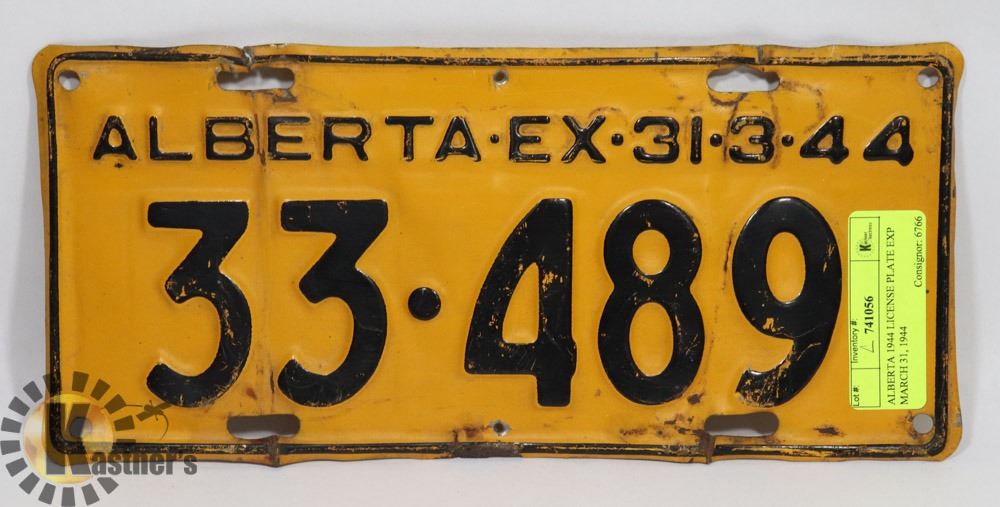 ALBERTA·EX·31·3·44
33·489
Lot #:
Inventory #:
741056
ALBERTA 1944 LICENSE PLATE EXP
MARCH 31, 1944
Consignor: 6766
Kastner's